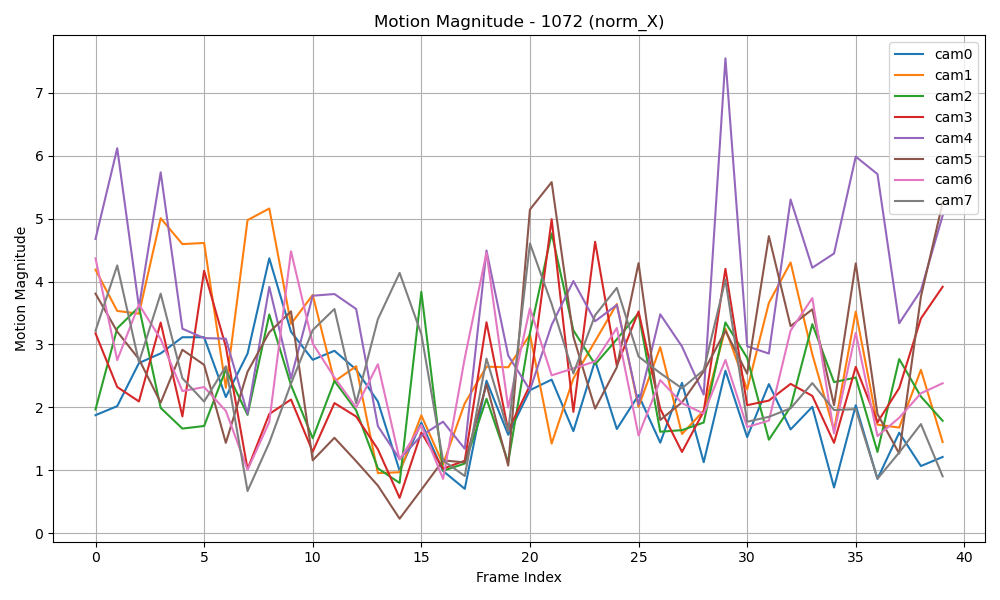 Motion Magnitude - 1072 (norm_X)
cam0
cam1
cam2
cam3
cam4
cam5
cam6
cam7
Motion Magnitude
7
6
5
4
3
2
1
0
0 5 10 15 20 25 30 35 40
Frame Index